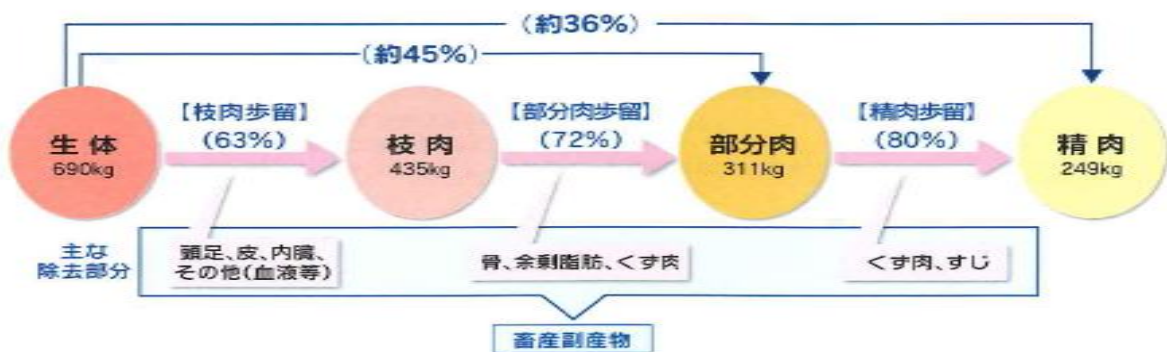 (約36%)
(約45%)
【枝肉歩留】
(63%)
【部分肉歩留】
(72%)
【精肉歩留】
(80%)
生体
690kg
枝肉
435kg
部分肉
311kg
精肉
249kg
主な
除去部分
頭足、皮、内臓、
その他(血液等)
骨、余剰脂肪、くず肉
くず肉、すじ
畜産副産物